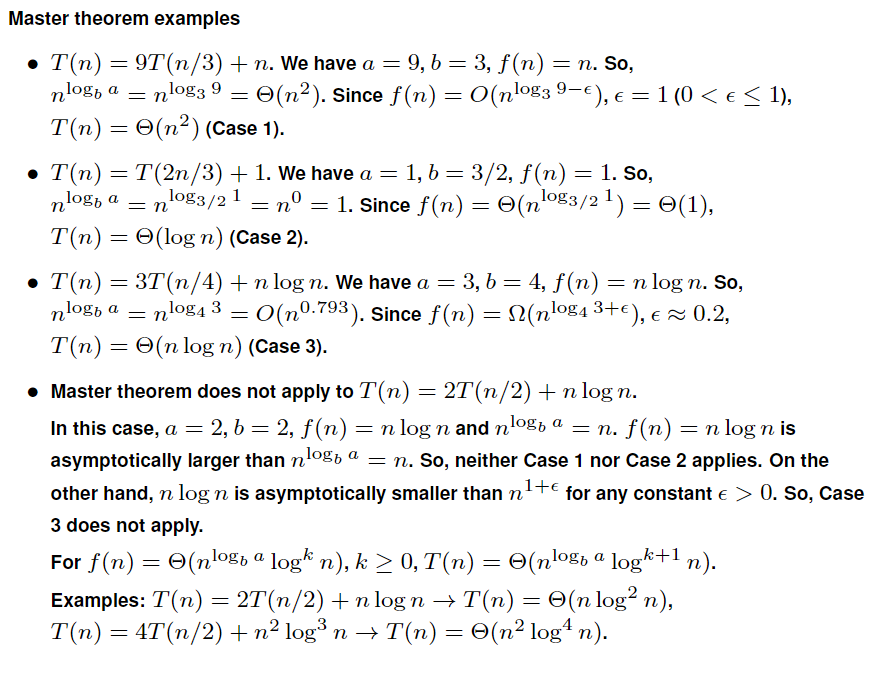 Master theorem examples
• T(n) = 9T(n/3) + n. We have a = 9, b = 3, f(n) = n. So,
n^{log_b a} = n^{log_3 9} = Θ(n^2). Since f(n) = O(n^{log_3 9−ϵ}), ϵ = 1 (0 < ϵ ≤ 1),
T(n) = Θ(n^2) (Case 1).
• T(n) = T(2n/3) + 1. We have a = 1, b = 3/2, f(n) = 1. So,
n^{log_b a} = n^{log_{3/2} 1} = n^0 = 1. Since f(n) = Θ(n^{log_{3/2} 1}) = Θ(1),
T(n) = Θ(log n) (Case 2).
• T(n) = 3T(n/4) + n log n. We have a = 3, b = 4, f(n) = n log n. So,
n^{log_b a} = n^{log_4 3} = O(n^{0.793}). Since f(n) = Ω(n^{log_4 3+ϵ}), ϵ ≈ 0.2,
T(n) = Θ(n log n) (Case 3).
• Master theorem does not apply to T(n) = 2T(n/2) + n log n.
In this case, a = 2, b = 2, f(n) = n log n and n^{log_b a} = n. f(n) = n log n is
asymptotically larger than n^{log_b a} = n. So, neither Case 1 nor Case 2 applies. On the
other hand, n log n is asymptotically smaller than n^{1+ϵ} for any constant ϵ > 0. So, Case
3 does not apply.
For f(n) = Θ(n^{log_b a} log^k n), k ≥ 0, T(n) = Θ(n^{log_b a} log^{k+1} n).
Examples: T(n) = 2T(n/2) + n log n → T(n) = Θ(n log^2 n),
T(n) = 4T(n/2) + n^2 log^3 n → T(n) = Θ(n^2 log^4 n).